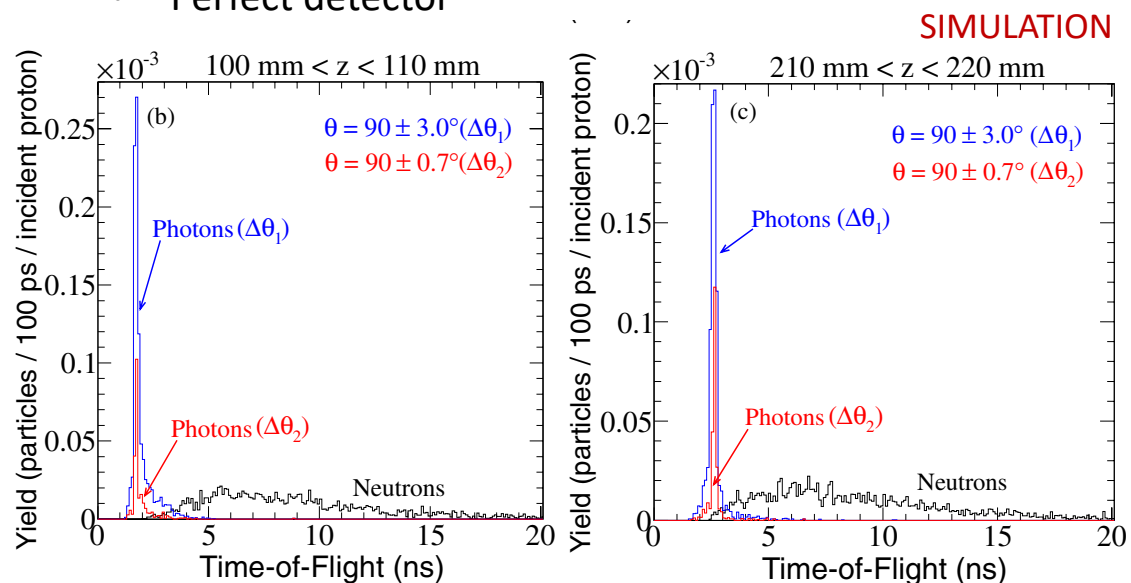 Perfect detector
SIMULATION
×10⁻³
100 mm < z < 110 mm
(b)
θ = 90 ± 3.0°(Δθ₁)
θ = 90 ± 0.7°(Δθ₂)
Photons (Δθ₁)
Photons (Δθ₂)
Neutrons
Yield (particles / 100 ps / incident proton)
0.25
0.2
0.15
0.1
0.05
0
0 5 10 15 20
Time-of-Flight (ns)
×10⁻³
210 mm < z < 220 mm
(c)
θ = 90 ± 3.0° (Δθ₁)
θ = 90 ± 0.7° (Δθ₂)
Photons (Δθ₁)
Photons (Δθ₂)
Neutrons
Yield (particles / 100 ps / incident proton)
0.2
0.15
0.1
0.05
0
0 5 10 15 20
Time-of-Flight (ns)